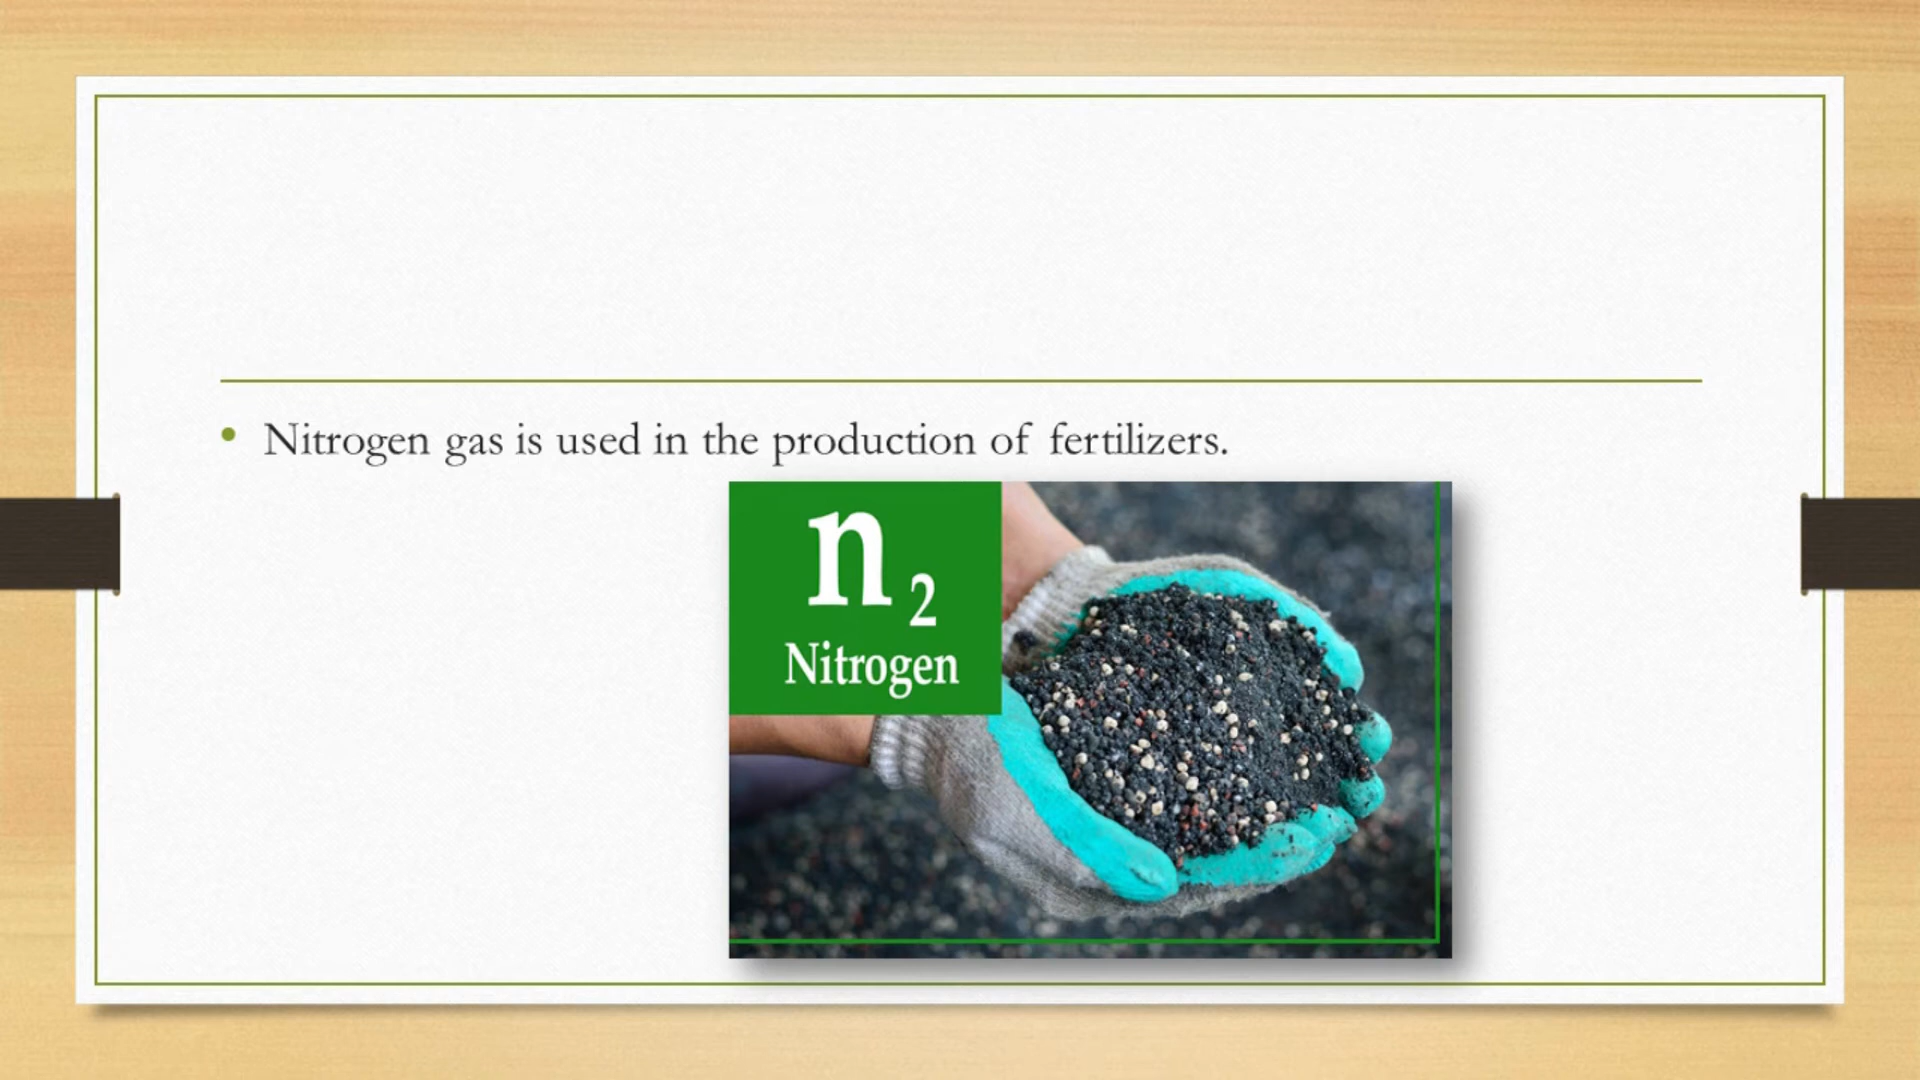 • Nitrogen gas is used in the production of fertilizers.
n₂
Nitrogen